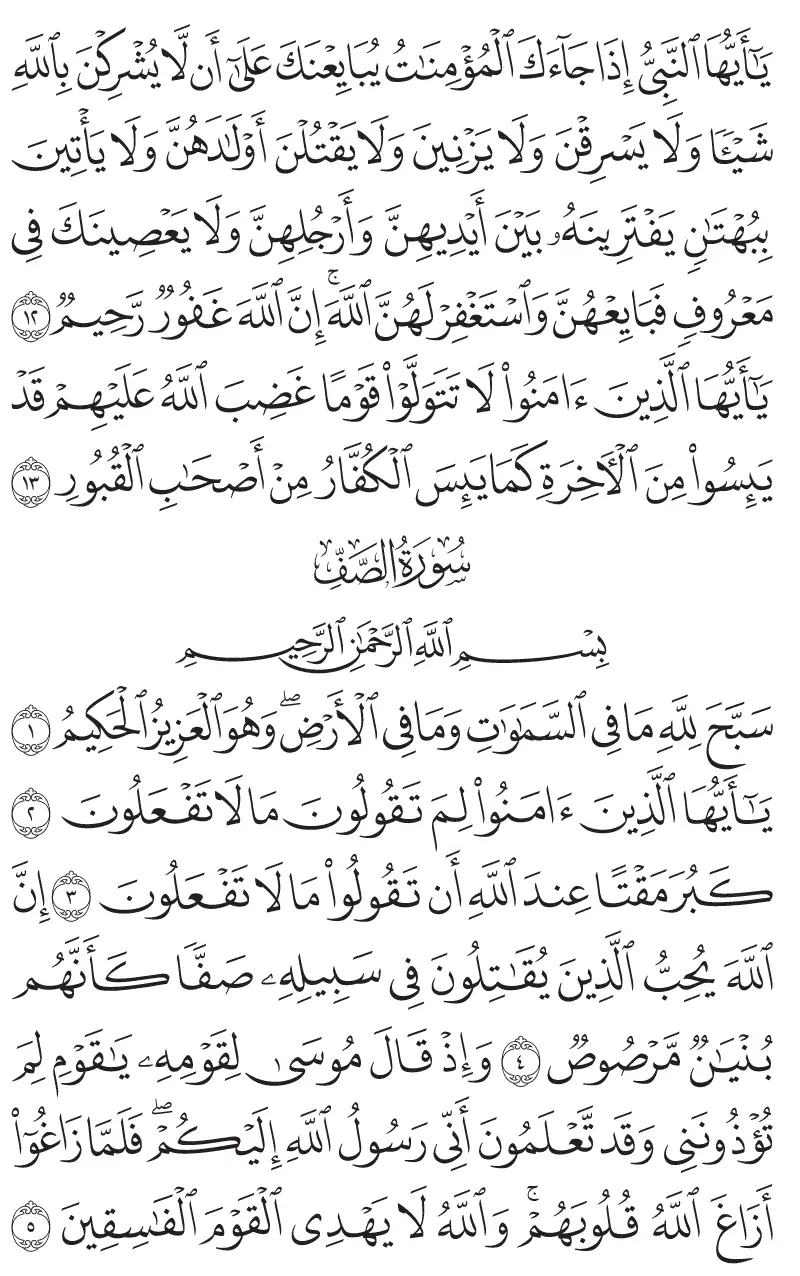 يَـٰٓأَيُّهَا ٱلنَّبِىُّ إِذَا جَآءَكَ ٱلْمُؤْمِنَـٰتُ يُبَايِعْنَكَ عَلَىٰٓ أَن لَّا يُشْرِكْنَ بِٱللَّهِ
شَيْـًٔا وَلَا يَسْرِقْنَ وَلَا يَزْنِينَ وَلَا يَقْتُلْنَ أَوْلَـٰدَهُنَّ وَلَا يَأْتِينَ
بِبُهْتَـٰنٍ يَفْتَرِينَهُۥ بَيْنَ أَيْدِيهِنَّ وَأَرْجُلِهِنَّ وَلَا يَعْصِينَكَ فِى
مَعْرُوفٍ فَبَايِعْهُنَّ وَٱسْتَغْفِرْ لَهُنَّ ٱللَّهَ ۚ إِنَّ ٱللَّهَ غَفُورٌ رَّحِيمٌ ١٢
يَـٰٓأَيُّهَا ٱلَّذِينَ ءَامَنُوا۟ لَا تَتَوَلَّوْا۟ قَوْمًا غَضِبَ ٱللَّهُ عَلَيْهِمْ قَدْ
يَئِسُوا۟ مِنَ ٱلْـَٔاخِرَةِ كَمَا يَئِسَ ٱلْكُفَّارُ مِنْ أَصْحَـٰبِ ٱلْقُبُورِ ١٣
سُورَةُ الصَّفِّ
بِسْمِ ٱللَّهِ ٱلرَّحْمَـٰنِ ٱلرَّحِيمِ
سَبَّحَ لِلَّهِ مَا فِى ٱلسَّمَـٰوَٰتِ وَمَا فِى ٱلْأَرْضِ ۖ وَهُوَ ٱلْعَزِيزُ ٱلْحَكِيمُ ١
يَـٰٓأَيُّهَا ٱلَّذِينَ ءَامَنُوا۟ لِمَ تَقُولُونَ مَا لَا تَفْعَلُونَ ٢
كَبُرَ مَقْتًا عِندَ ٱللَّهِ أَن تَقُولُوا۟ مَا لَا تَفْعَلُونَ ٣ إِنَّ
ٱللَّهَ يُحِبُّ ٱلَّذِينَ يُقَـٰتِلُونَ فِى سَبِيلِهِۦ صَفًّا كَأَنَّهُم
بُنْيَـٰنٌ مَّرْصُوصٌ ٤ وَإِذْ قَالَ مُوسَىٰ لِقَوْمِهِۦ يَـٰقَوْمِ لِمَ
تُؤْذُونَنِى وَقَد تَّعْلَمُونَ أَنِّى رَسُولُ ٱللَّهِ إِلَيْكُمْ ۖ فَلَمَّا زَاغُوٓا۟
أَزَاغَ ٱللَّهُ قُلُوبَهُمْ ۚ وَٱللَّهُ لَا يَهْدِى ٱلْقَوْمَ ٱلْفَـٰسِقِينَ ٥